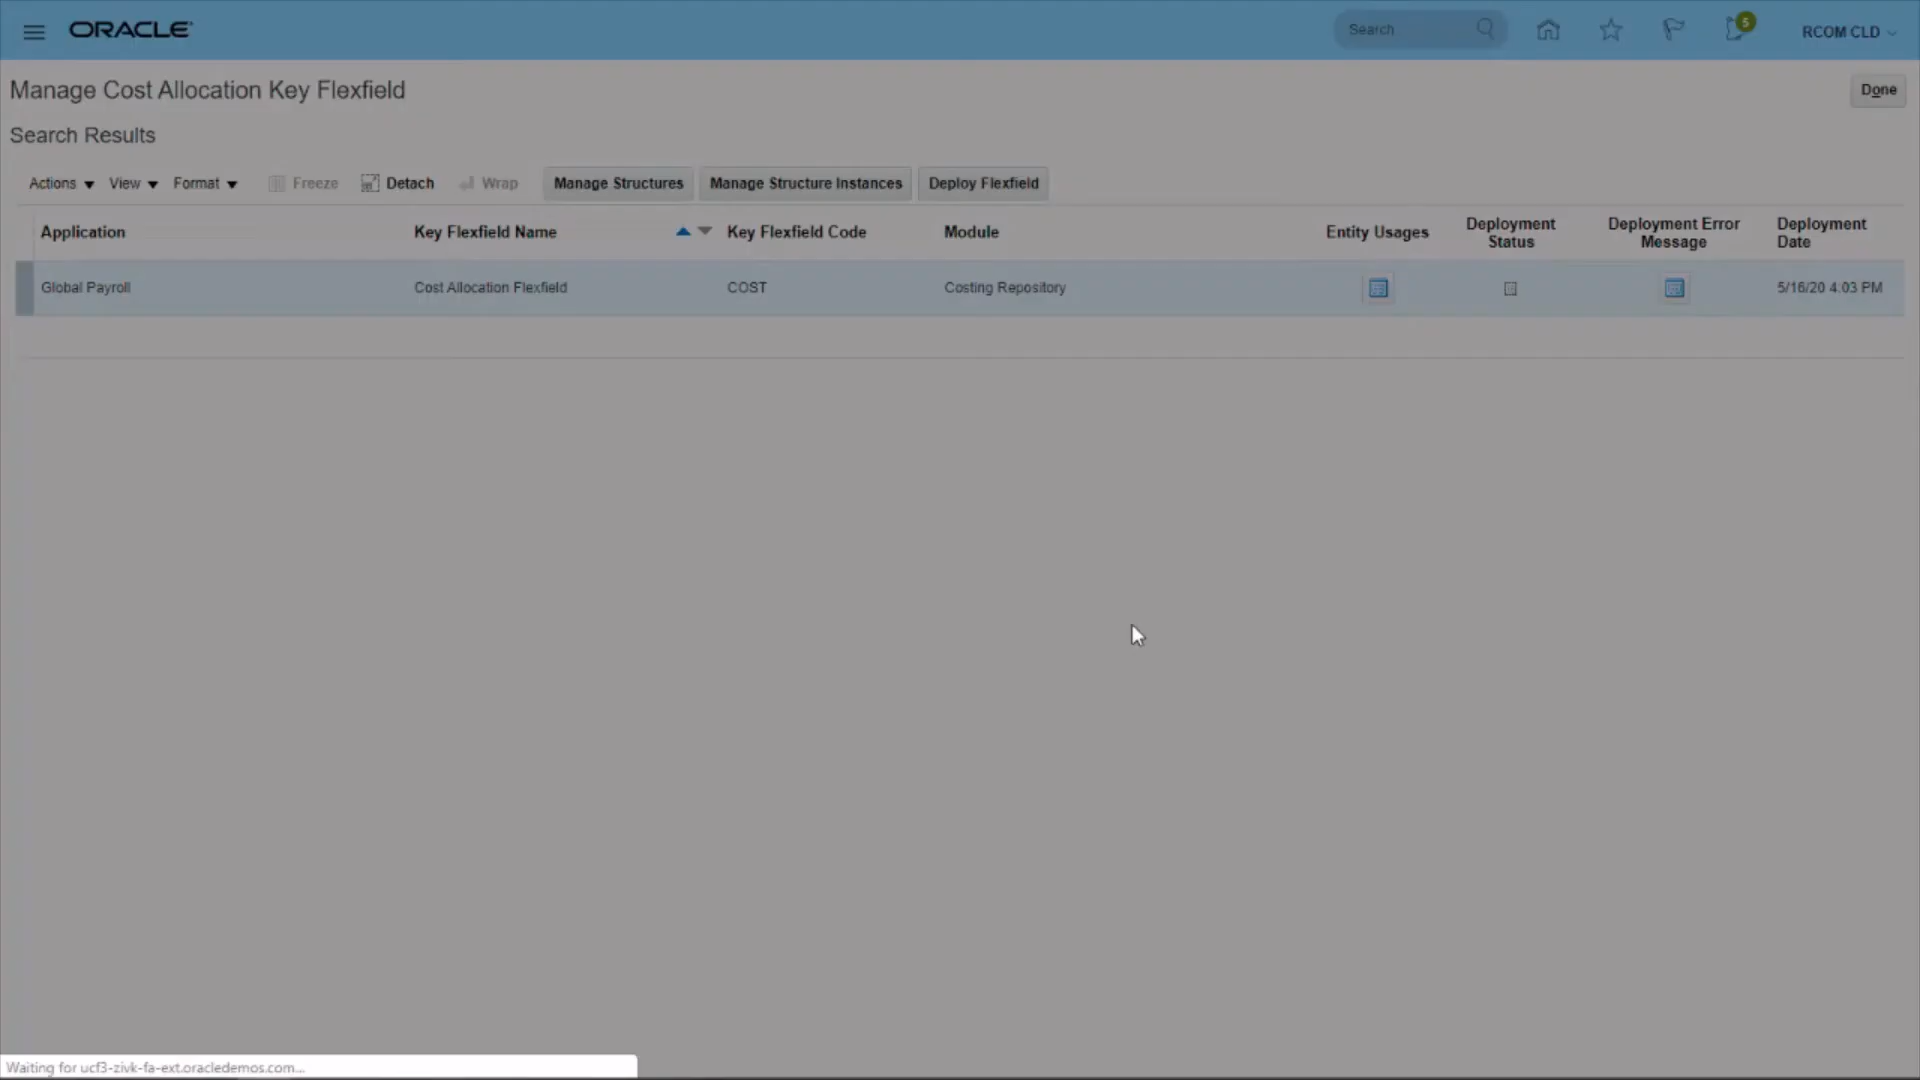 ORACLE
Search
5
RCOM CLD
Manage Cost Allocation Key Flexfield
Done
Search Results
Actions View Format Freeze Detach Wrap Manage Structures Manage Structure Instances Deploy Flexfield
Application Key Flexfield Name Key Flexfield Code Module Entity Usages Deployment Status Deployment Error Message Deployment Date
Global Payroll Cost Allocation Flexfield COST Costing Repository 5/16/20 4.03 PM
Waiting for ucf3-zivk-fa-ext.oracledemos.com...